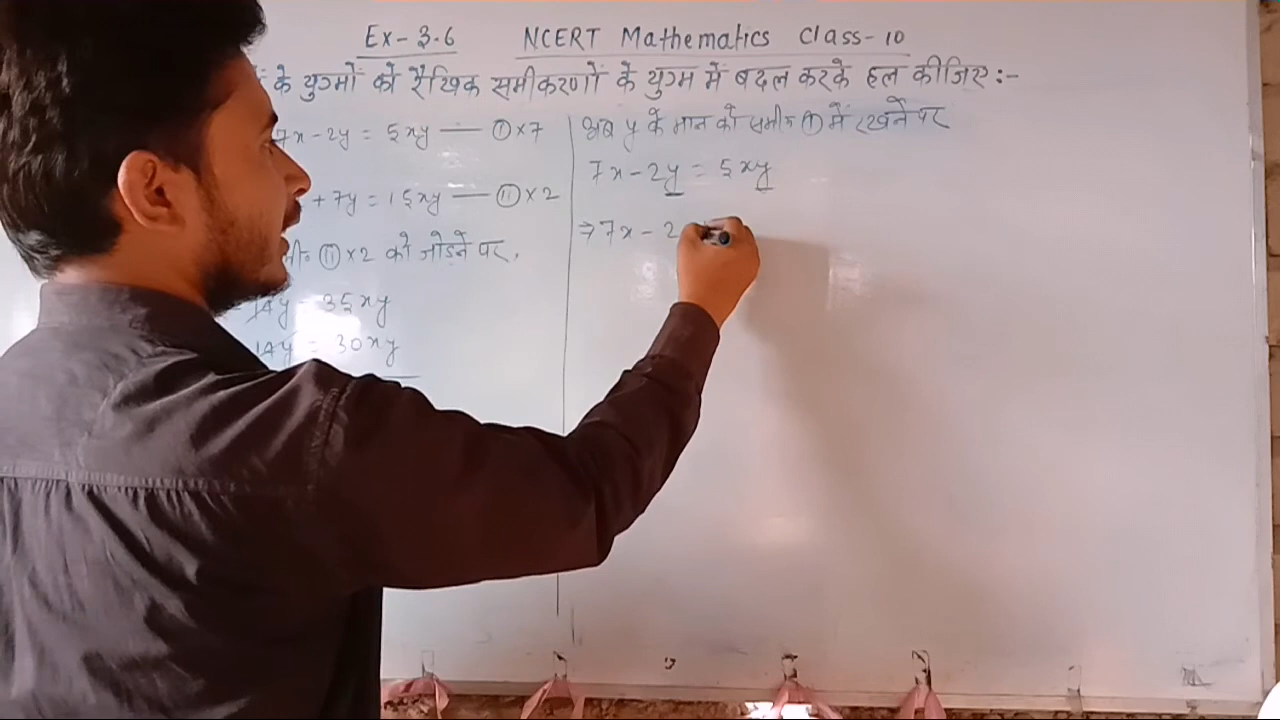 Ex-3.6 NCERT Mathematics Class-10
के युग्मों को रैखिक समीकरणों के युग्म में बदल करके हल कीजिए:-
7x-2y = 5xy — ①×7
+7y = 15xy — ⑪×2
⑪×2 को जोड़ने पर,
14y = 35xy
14y = 30xy
अब y के मान को समी० ① में रखने पर
7x-2y = 5xy
⇒ 7x-2